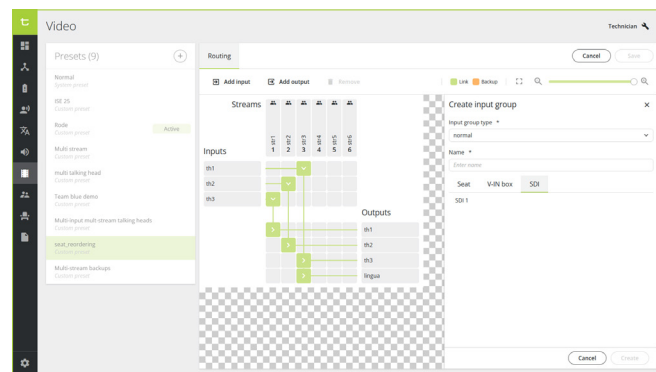 Video
Technician
Presets (9)
Normal
System preset
ISE 25
Custom preset
Rode
Custom preset
Active
Multi stream
Custom preset
multi talking head
Custom preset
Team blue demo
Custom preset
Multi-input mult-stream talking heads
Custom preset
seat_reordering
Custom preset
Multi-stream backups
Custom preset
Routing
Cancel
Save
Add input
Add output
Remove
Link
Backup
Streams
str1
str2
str3
str4
str5
str6
Inputs
1 2 3 4 5 6
th1
th2
th3
Outputs
th1
th2
th3
lingua
Create input group
Input group type *
normal
Name *
Enter name
Seat
V-IN box
SDI
SDI 1
Cancel
Create